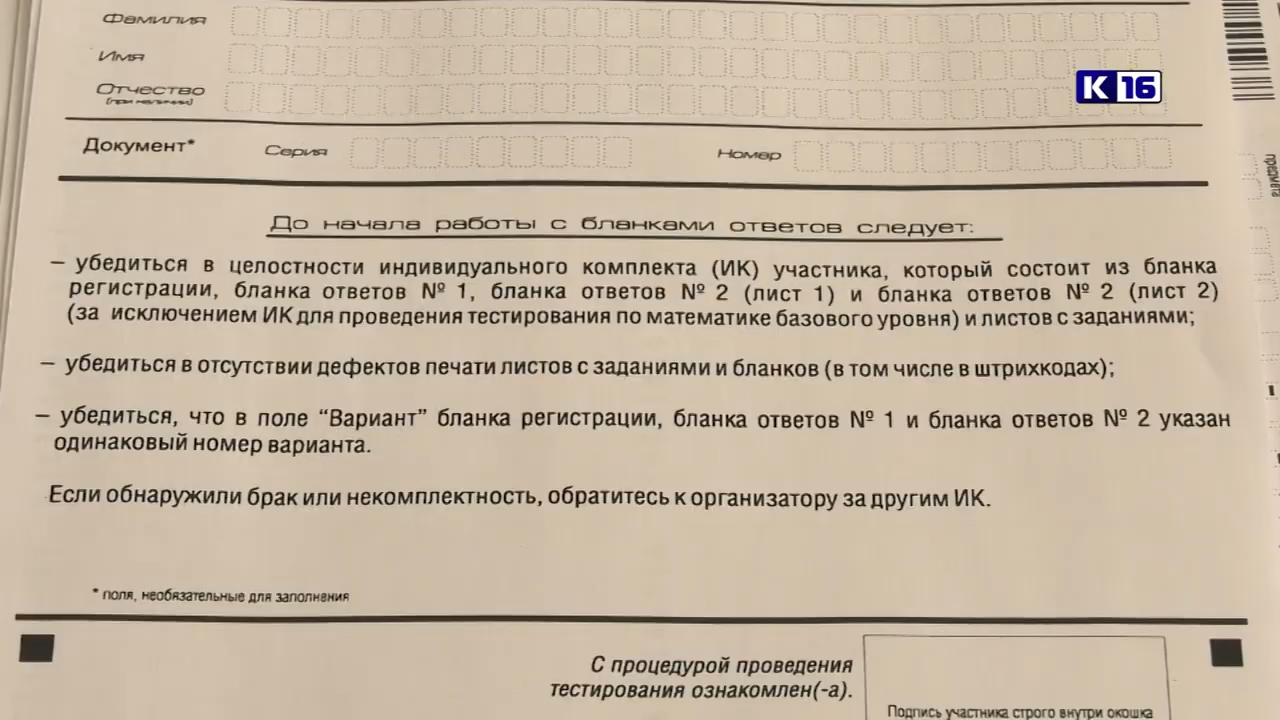 Фамилия
Имя
Отчество
(при наличии)
К 16
Документ* Серия Номер
предмета
До начала работы с бланками ответов следует:
– убедиться в целостности индивидуального комплекта (ИК) участника, который состоит из бланка
регистрации, бланка ответов № 1, бланка ответов № 2 (лист 1) и бланка ответов № 2 (лист 2)
(за исключением ИК для проведения тестирования по математике базового уровня) и листов с заданиями;
– убедиться в отсутствии дефектов печати листов с заданиями и бланков (в том числе в штрихкодах);
– убедиться, что в поле “Вариант” бланка регистрации, бланка ответов № 1 и бланка ответов № 2 указан
одинаковый номер варианта.
Если обнаружили брак или некомплектность, обратитесь к организатору за другим ИК.
* поля, необязательные для заполнения
С процедурой проведения
тестирования ознакомлен(-а).
Подпись участника строго внутри окошка